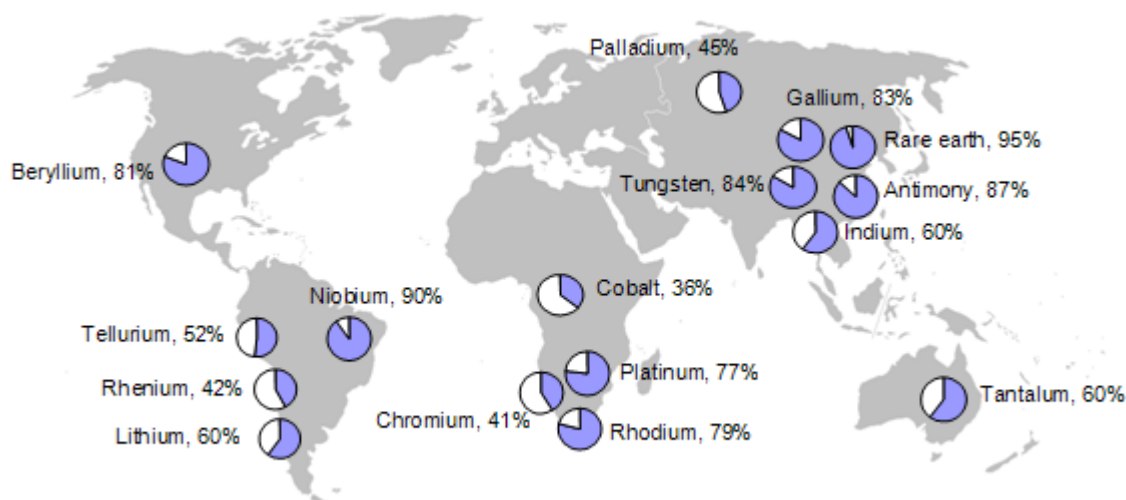 Palladium, 45%
Gallium, 83%
Rare earth, 95%
Beryllium, 81%
Tungsten, 84%
Antimony, 87%
Indium, 60%
Cobalt, 36%
Niobium, 90%
Tellurium, 52%
Platinum, 77%
Rhenium, 42%
Tantalum, 60%
Chromium, 41%
Rhodium, 79%
Lithium, 60%